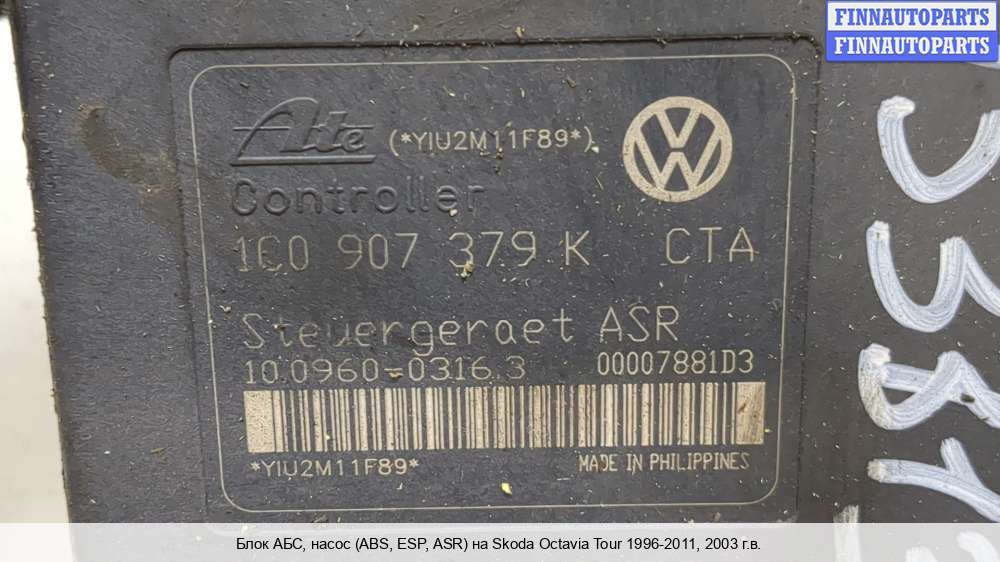 FINNAUTOPARTS
FINNAUTOPARTS
Ate (*YIU2M11F89*)
Controller
1C0 907 379 K CTA
Steuergeraet ASR
10.0960-0316.3 00007881D3
*YIU2M11F89* MADE IN PHILIPPINES
Блок АБС, насос (ABS, ESP, ASR) на Skoda Octavia Tour 1996-2011, 2003 г.в.